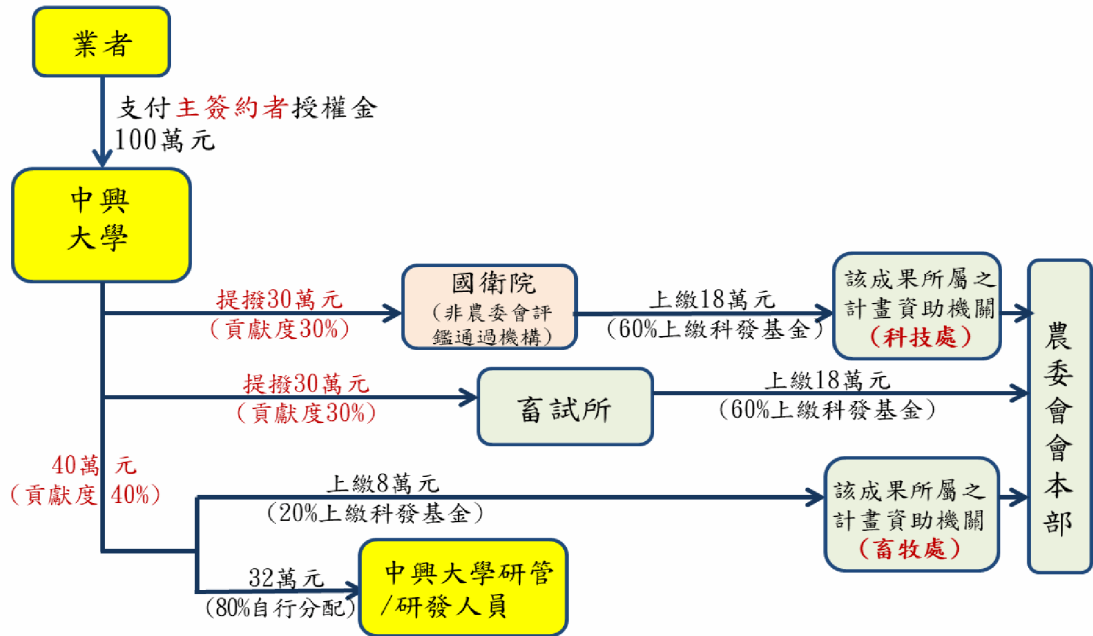 業者
支付主簽約者授權金
100萬元
中興
大學
提撥30萬元
(貢獻度30%)
國衛院
(非農委會評
鑑通過機構)
上繳18萬元
(60%上繳科發基金)
該成果所屬之
計畫資助機關
(科技處)
農委會會本部
提撥30萬元
(貢獻度30%)
畜試所
上繳18萬元
(60%上繳科發基金)
40萬元
(貢獻度 40%)
上繳8萬元
(20%上繳科發基金)
該成果所屬之
計畫資助機關
(畜牧處)
32萬元
(80%自行分配)
中興大學研管
/研發人員